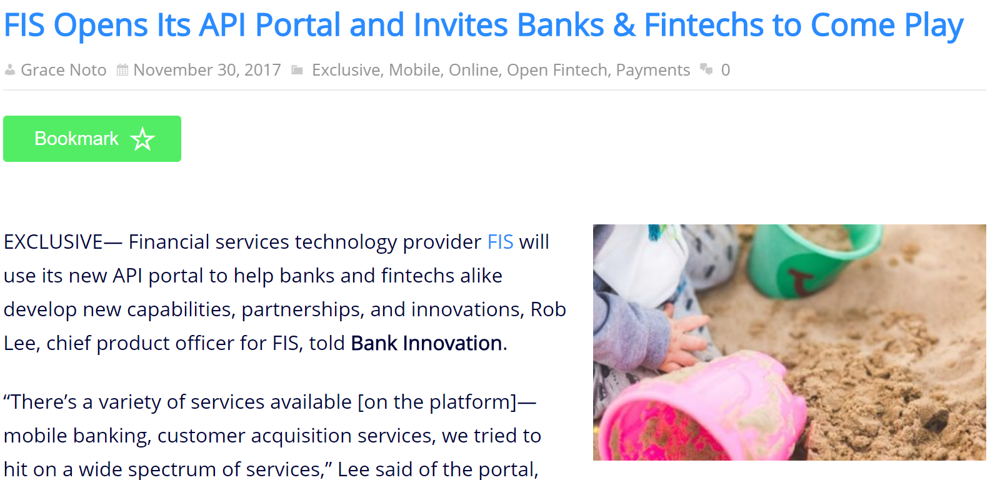 FIS Opens Its API Portal and Invites Banks & Fintechs to Come Play
Grace Noto November 30, 2017 Exclusive, Mobile, Online, Open Fintech, Payments 0
Bookmark
EXCLUSIVE— Financial services technology provider FIS will
use its new API portal to help banks and fintechs alike
develop new capabilities, partnerships, and innovations, Rob
Lee, chief product officer for FIS, told Bank Innovation.
“There’s a variety of services available [on the platform]—
mobile banking, customer acquisition services, we tried to
hit on a wide spectrum of services,” Lee said of the portal,